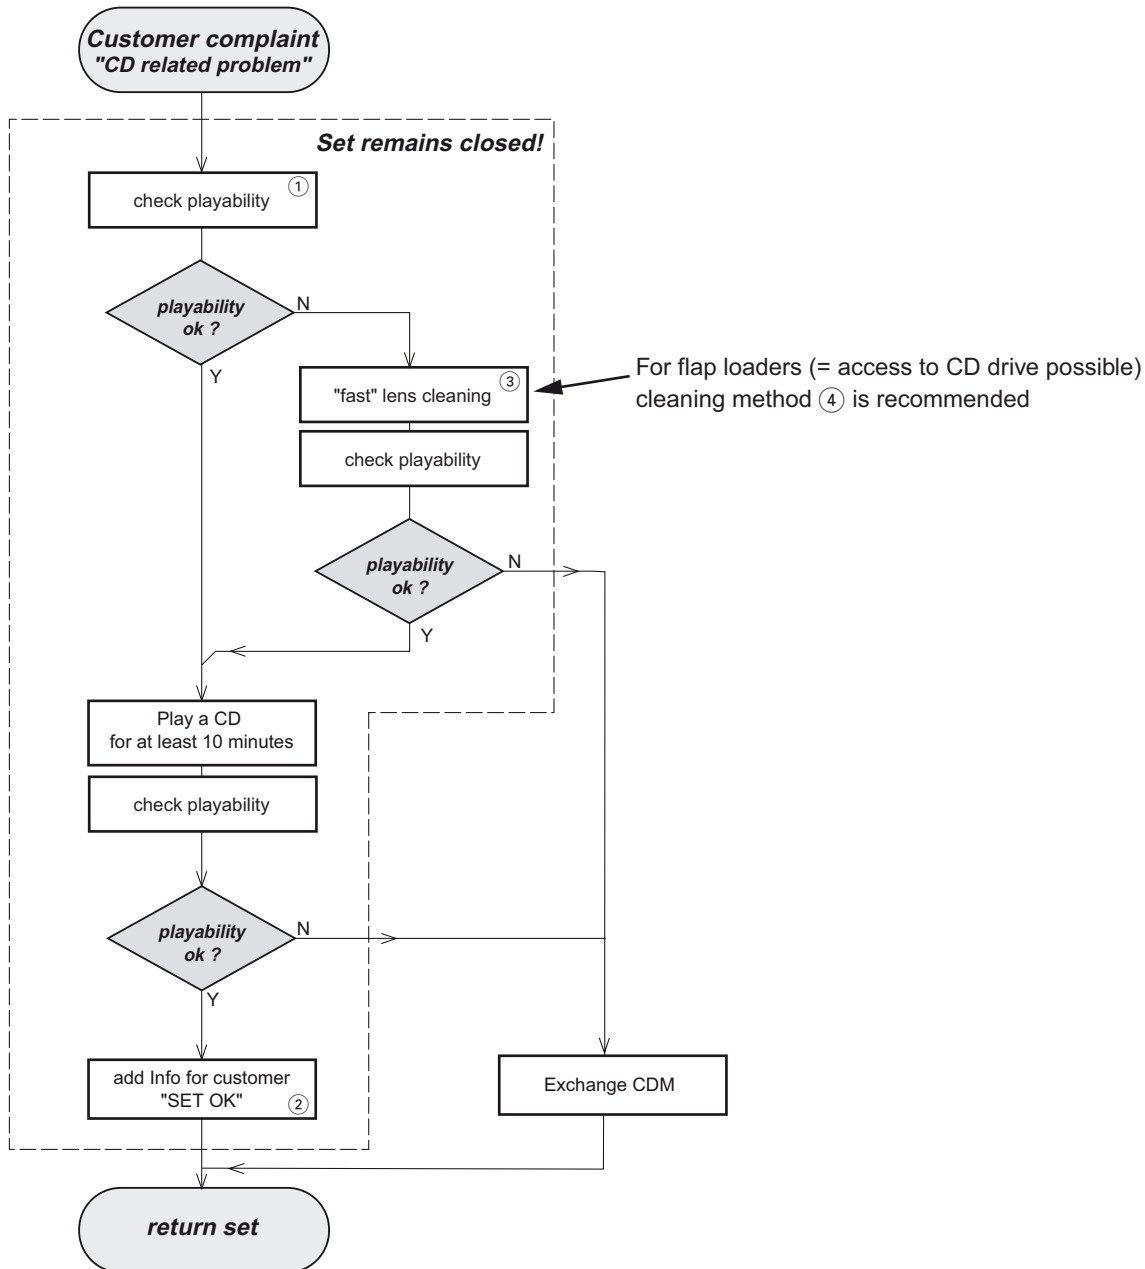 Customer complaint
"CD related problem"
Set remains closed!
check playability
①
playability
ok ?
N
Y
"fast" lens cleaning
③
For flap loaders (= access to CD drive possible)
cleaning method ④ is recommended
check playability
playability
ok ?
N
Y
Play a CD
for at least 10 minutes
check playability
playability
ok ?
N
Y
add Info for customer
"SET OK"
②
Exchange CDM
return set